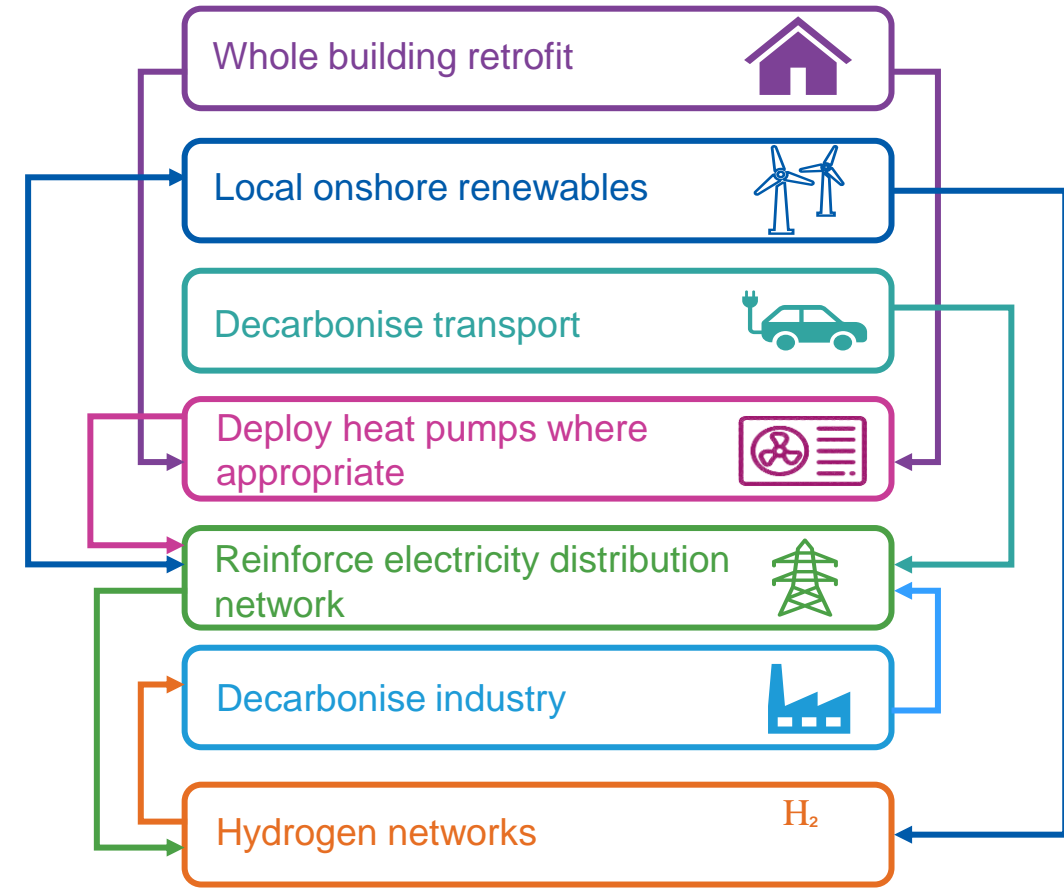 Whole building retrofit
Local onshore renewables
Decarbonise transport
Deploy heat pumps where
appropriate
Reinforce electricity distribution
network
Decarbonise industry
Hydrogen networks
H₂